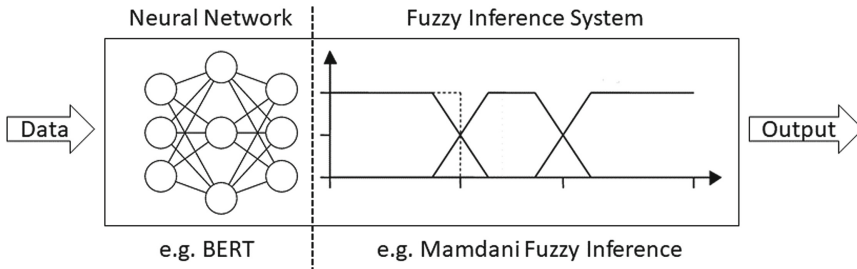 Neural Network
Fuzzy Inference System
Data
Output
e.g. BERT
e.g. Mamdani Fuzzy Inference